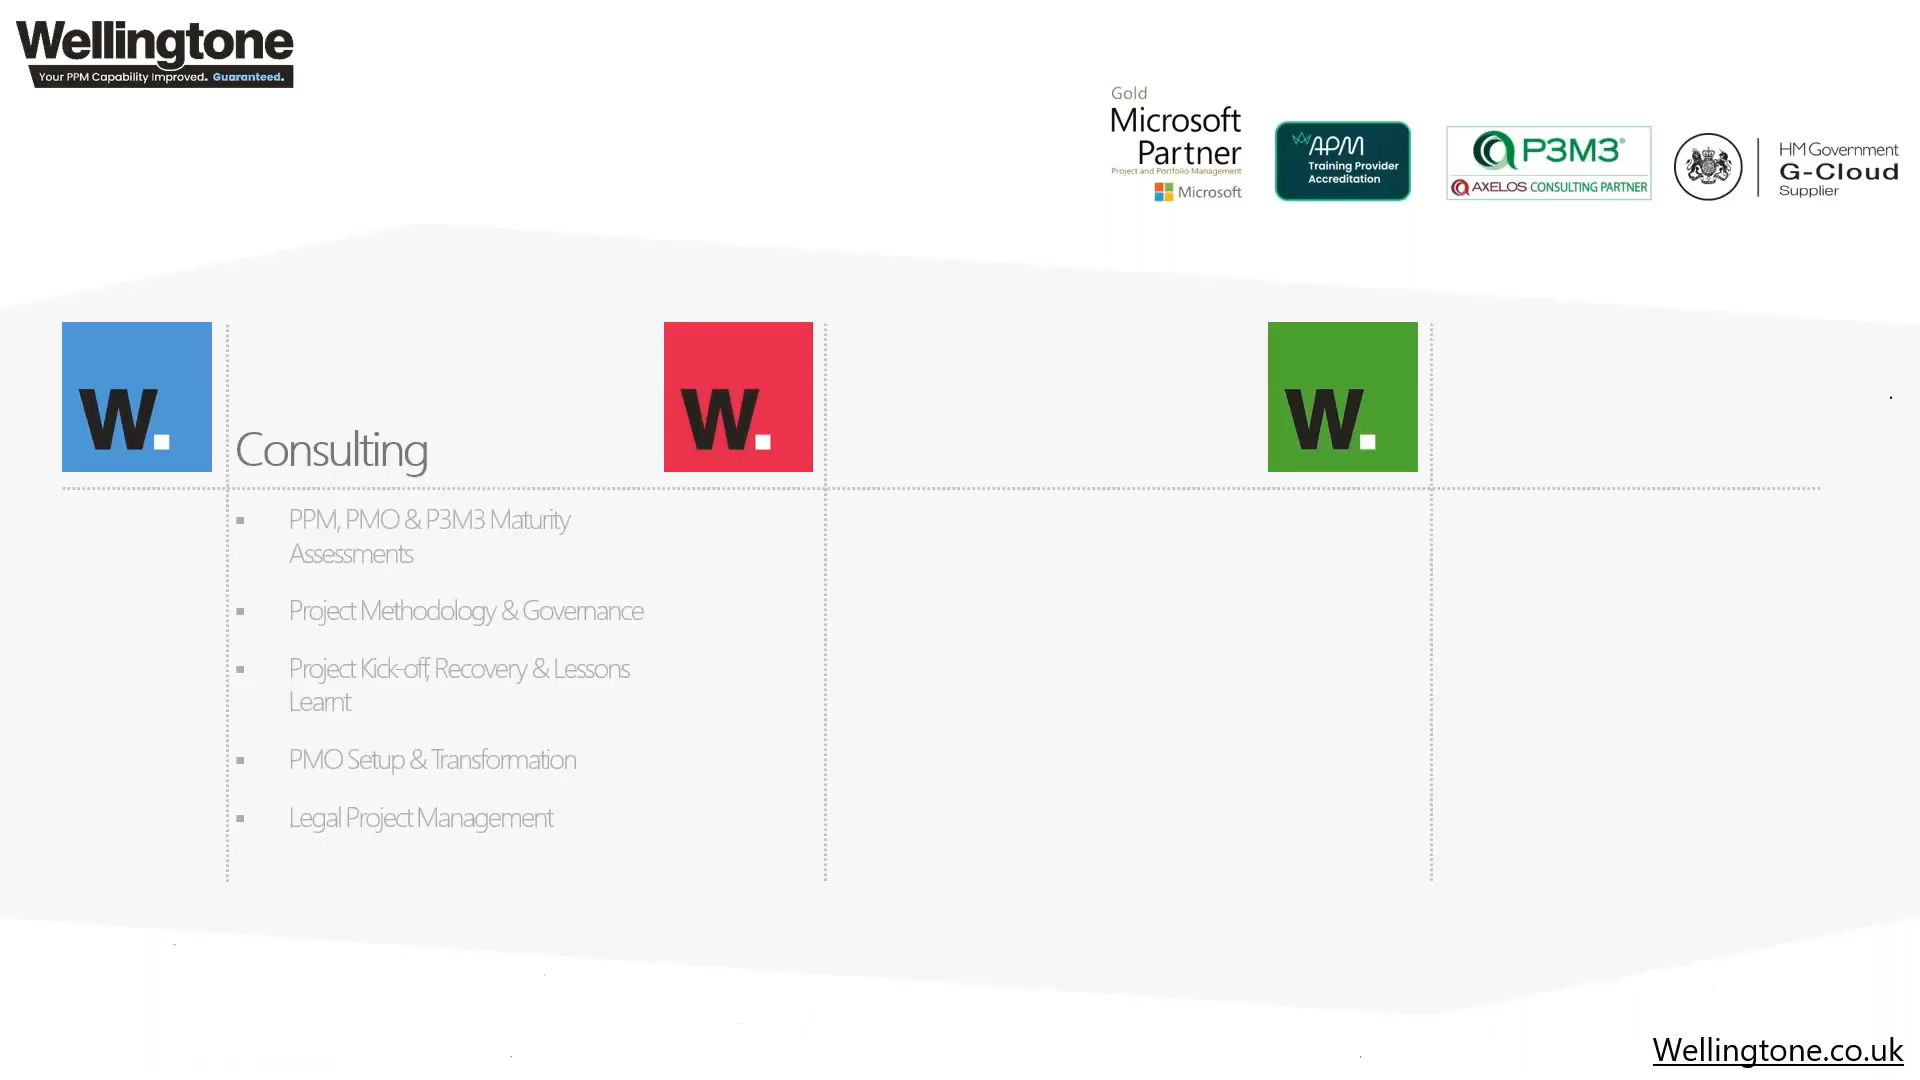 Wellingtone
Your PPM Capability Improved. Guaranteed.
Gold
Microsoft
Partner
Project and Portfolio Management
Microsoft
APM
Training Provider
Accreditation
P3M3®
AXELOS CONSULTING PARTNER
HM Government
G-Cloud
Supplier
W.
Consulting
W.
W.
▪ PPM, PMO & P3M3 Maturity
Assessments
▪ Project Methodology & Governance
▪ Project Kick-off, Recovery & Lessons
Learnt
▪ PMO Setup & Transformation
▪ Legal Project Management
Wellingtone.co.uk